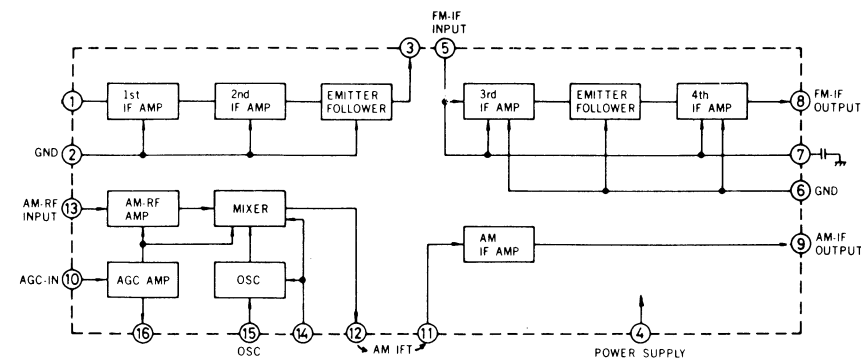 FM-IF
INPUT
3
5
1st
IF AMP
2nd
IF AMP
EMITTER
FOLLOWER
3rd
IF AMP
EMITTER
FOLLOWER
4th
IF AMP
1
8
FM-IF
OUTPUT
GND
2
7
6
GND
AM-RF
INPUT
13
AM-RF
AMP
MIXER
AM
IF AMP
9
AM-IF
OUTPUT
AGC-IN
10
AGC AMP
OSC
16
15
14
12
11
4
OSC
AM IFT
POWER SUPPLY